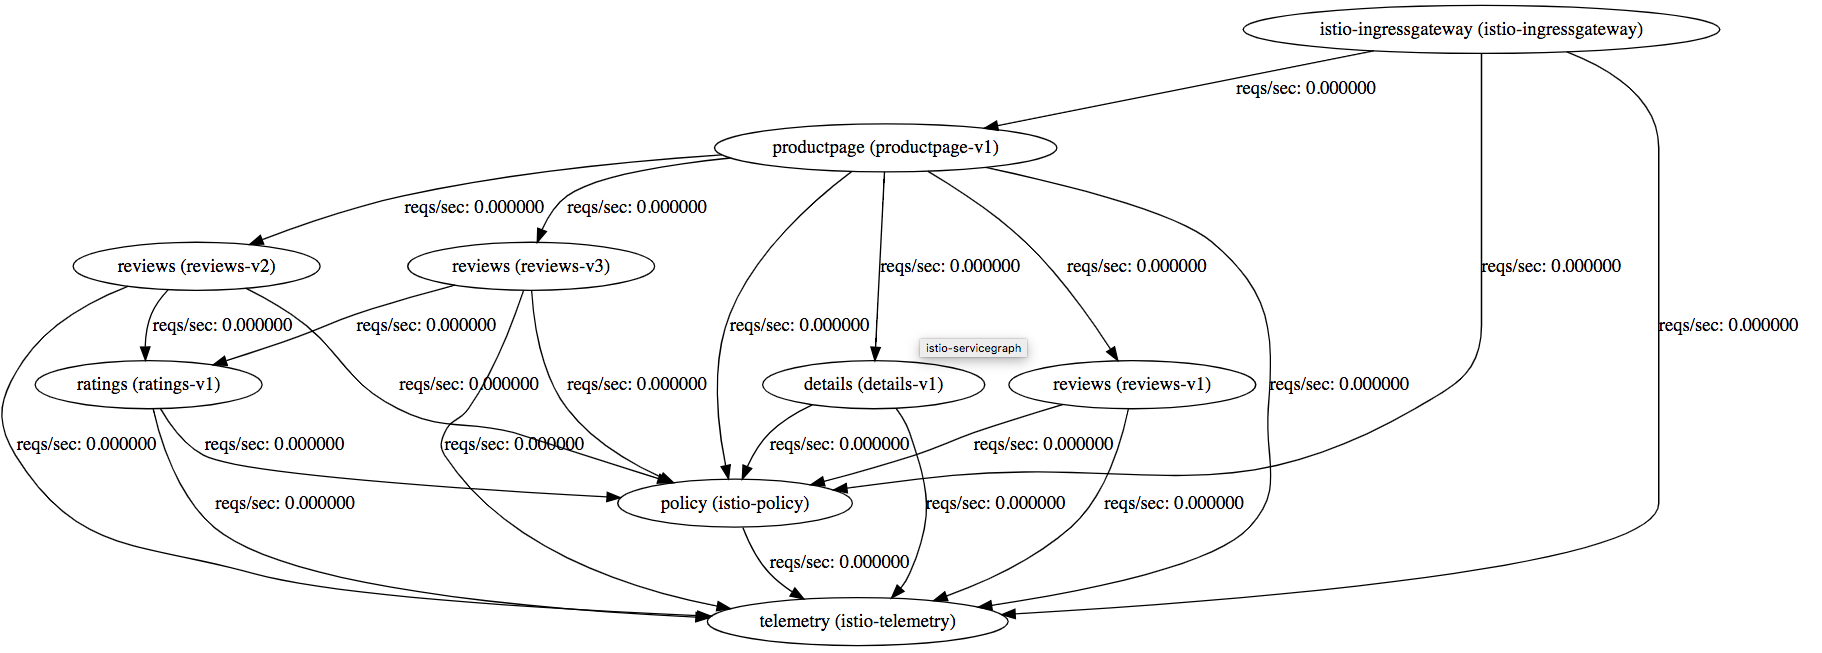 istio-ingressgateway (istio-ingressgateway)
reqs/sec: 0.000000
productpage (productpage-v1)
reqs/sec: 0.000000
reqs/sec: 0.000000
reviews (reviews-v2)
reviews (reviews-v3)
reqs/sec: 0.000000
reqs/sec: 0.000000
reqs/sec: 0.000000
reqs/sec: 0.000000
reqs/sec: 0.000000
reqs/sec: 0.000000
reqs/sec: 0.000000
istio-servicegraph
ratings (ratings-v1)
reqs/sec: 0.000000
reqs/sec: 0.000000
details (details-v1)
reviews (reviews-v1)
reqs/sec: 0.000000
reqs/sec: 0.000000
reqs/sec: 0.000000
reqs/sec: 0.000000
reqs/sec: 0.000000
reqs/sec: 0.000000
reqs/sec: 0.000000
policy (istio-policy)
reqs/sec: 0.000000
reqs/sec: 0.000000
reqs/sec: 0.000000
telemetry (istio-telemetry)